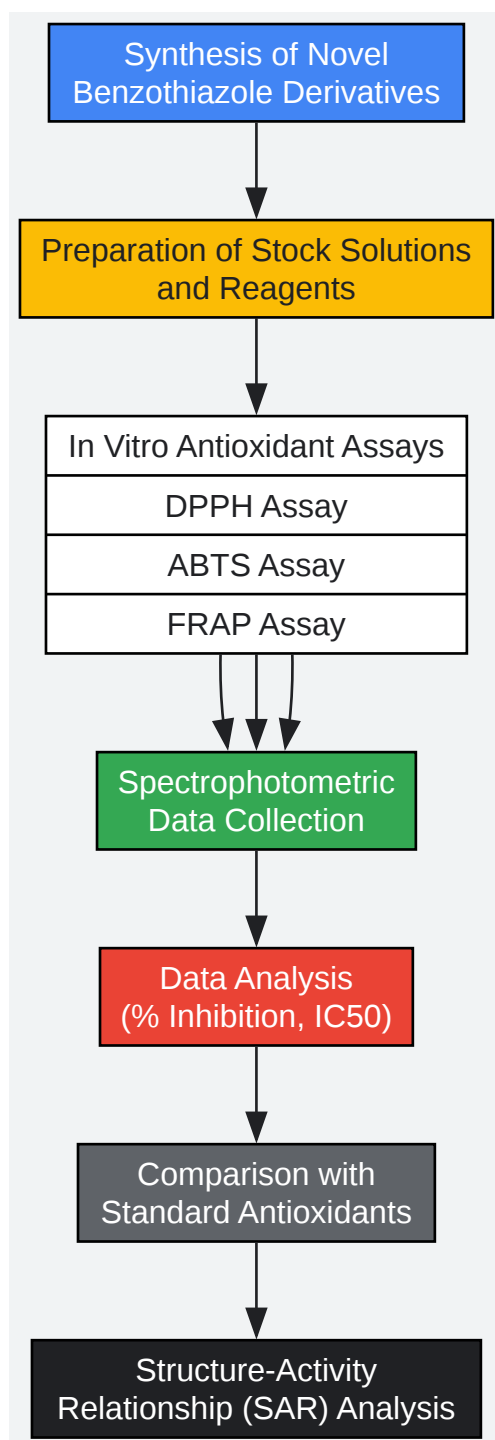 Synthesis of Novel
Benzothiazole Derivatives
Preparation of Stock Solutions
and Reagents
In Vitro Antioxidant Assays
DPPH Assay
ABTS Assay
FRAP Assay
Spectrophotometric
Data Collection
Data Analysis
(% Inhibition, IC50)
Comparison with
Standard Antioxidants
Structure-Activity
Relationship (SAR) Analysis